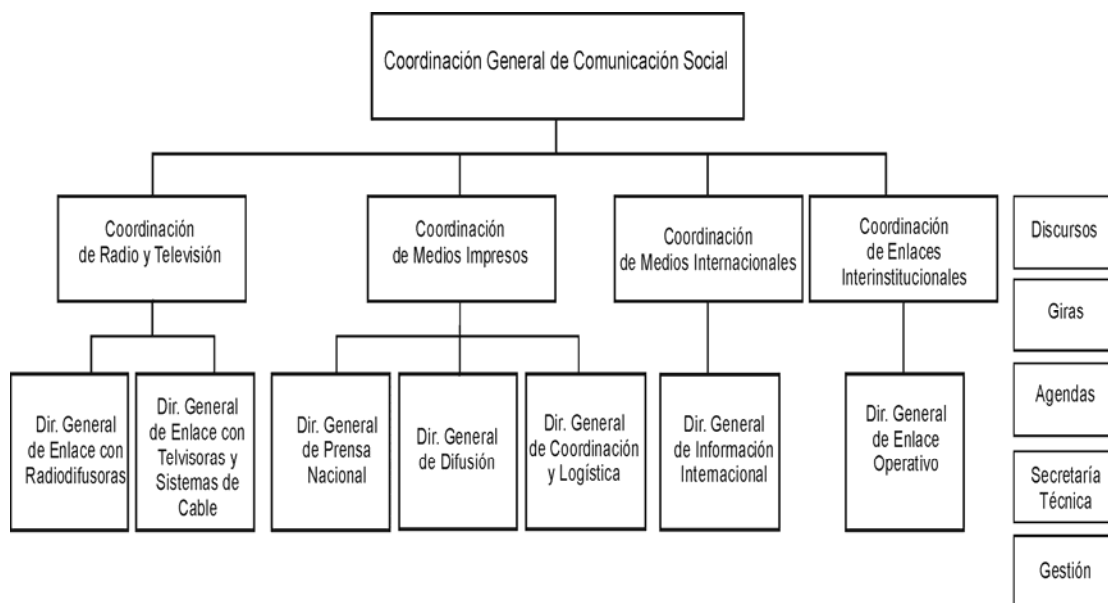 Coordinación General de Comunicación Social
Coordinación
de Radio y Televisión
Coordinación
de Medios Impresos
Coordinación
de Medios Internacionales
Coordinación
de Enlaces
Interinstitucionales
Discursos
Giras
Agendas
Secretaría
Técnica
Gestión
Dir. General
de Enlace con
Radiodifusoras
Dir. General
de Enlace con
Telvisoras y
Sistemas de
Cable
Dir. General
de Prensa
Nacional
Dir. General
de Difusión
Dir. General
de Coordinación
y Logística
Dir. General
de Información
Internacional
Dir. General
de Enlace
Operativo